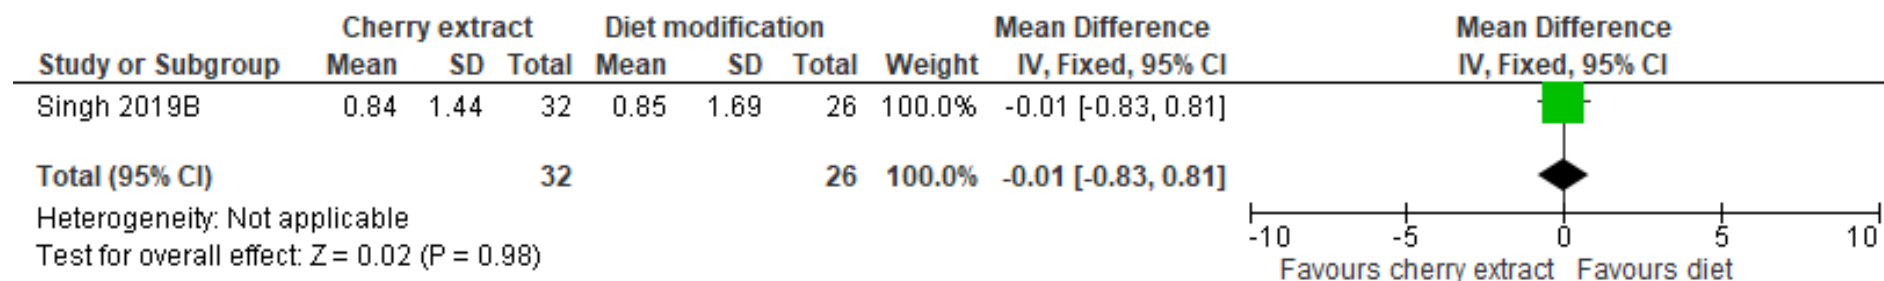 Cherry extract Diet modification Mean Difference Mean Difference
Study or Subgroup Mean SD Total Mean SD Total Weight IV, Fixed, 95% CI IV, Fixed, 95% CI
Singh 2019B 0.84 1.44 32 0.85 1.69 26 100.0% -0.01 [-0.83, 0.81]
Total (95% CI) 32 26 100.0% -0.01 [-0.83, 0.81]
Heterogeneity: Not applicable
Test for overall effect: Z = 0.02 (P = 0.98)
-10 -5 0 5 10
Favours cherry extract Favours diet